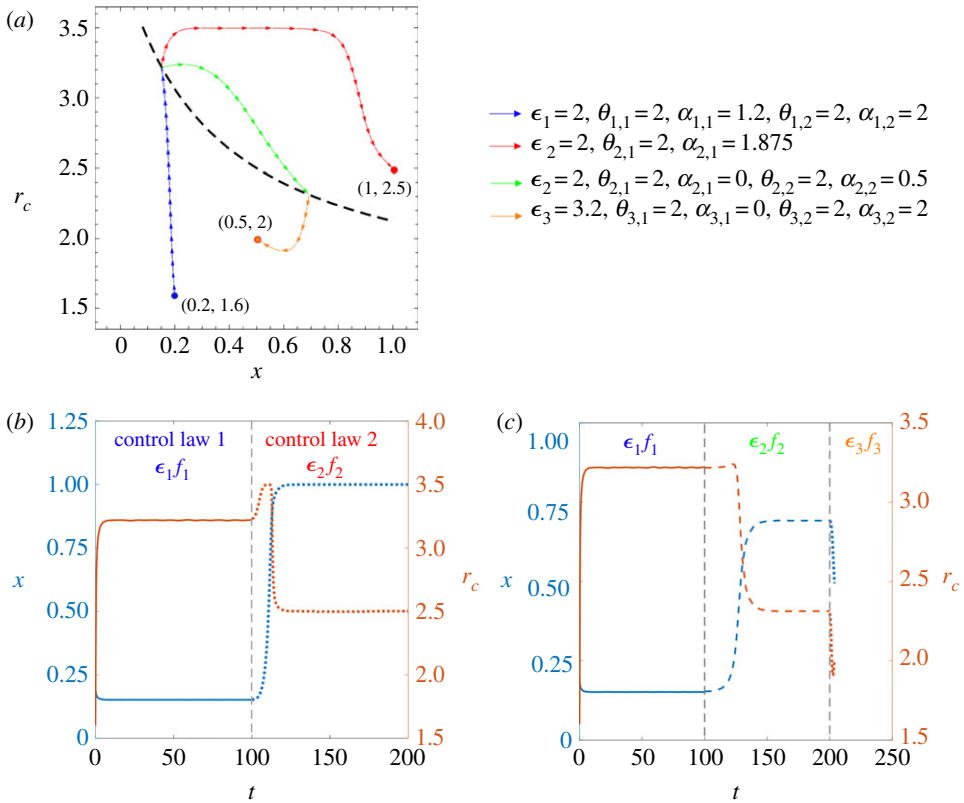 (a)
3.5
3.0
r_c
2.5
2.0
1.5
(1, 2.5)
(0.5, 2)
(0.2, 1.6)
0 0.2 0.4 0.6 0.8 1.0
x
ϵ₁ = 2, θ₁,₁ = 2, α₁,₁ = 1.2, θ₁,₂ = 2, α₁,₂ = 2
ϵ₂ = 2, θ₂,₁ = 2, α₂,₁ = 1.875
ϵ₂ = 2, θ₂,₁ = 2, α₂,₁ = 0, θ₂,₂ = 2, α₂,₂ = 0.5
ϵ₃ = 3.2, θ₃,₁ = 2, α₃,₁ = 0, θ₃,₂ = 2, α₃,₂ = 2
(b)
1.25
1.00
0.75
x
0.50
0.25
0
control law 1
ϵ₁f₁
control law 2
ϵ₂f₂
4.0
3.5
3.0
r_c
2.5
2.0
1.5
0 50 100 150 200
t
(c)
1.00
0.75
x
0.50
0.25
0
ϵ₁f₁
ϵ₂f₂
ϵ₃f₃
3.5
3.0
2.5
r_c
2.0
1.5
0 50 100 150 200 250
t